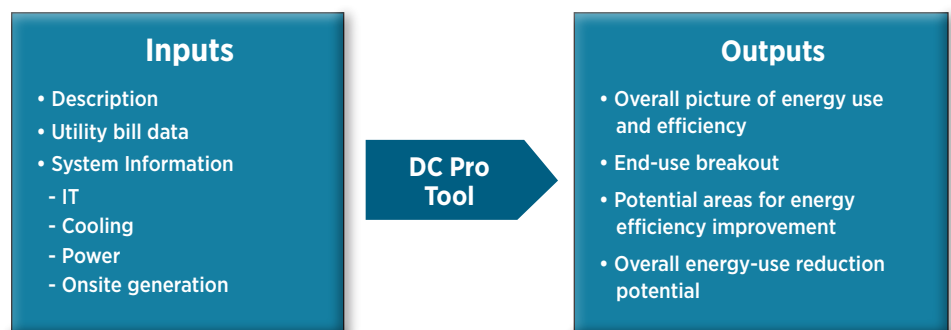 Inputs
• Description
• Utility bill data
• System Information
- IT
- Cooling
- Power
- Onsite generation
DC Pro
Tool
Outputs
• Overall picture of energy use
and efficiency
• End-use breakout
• Potential areas for energy
efficiency improvement
• Overall energy-use reduction
potential